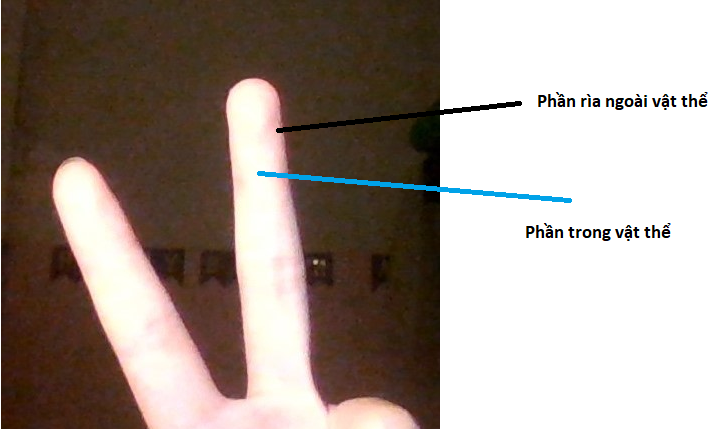 Phần rìa ngoài vật thể
Phần trong vật thể